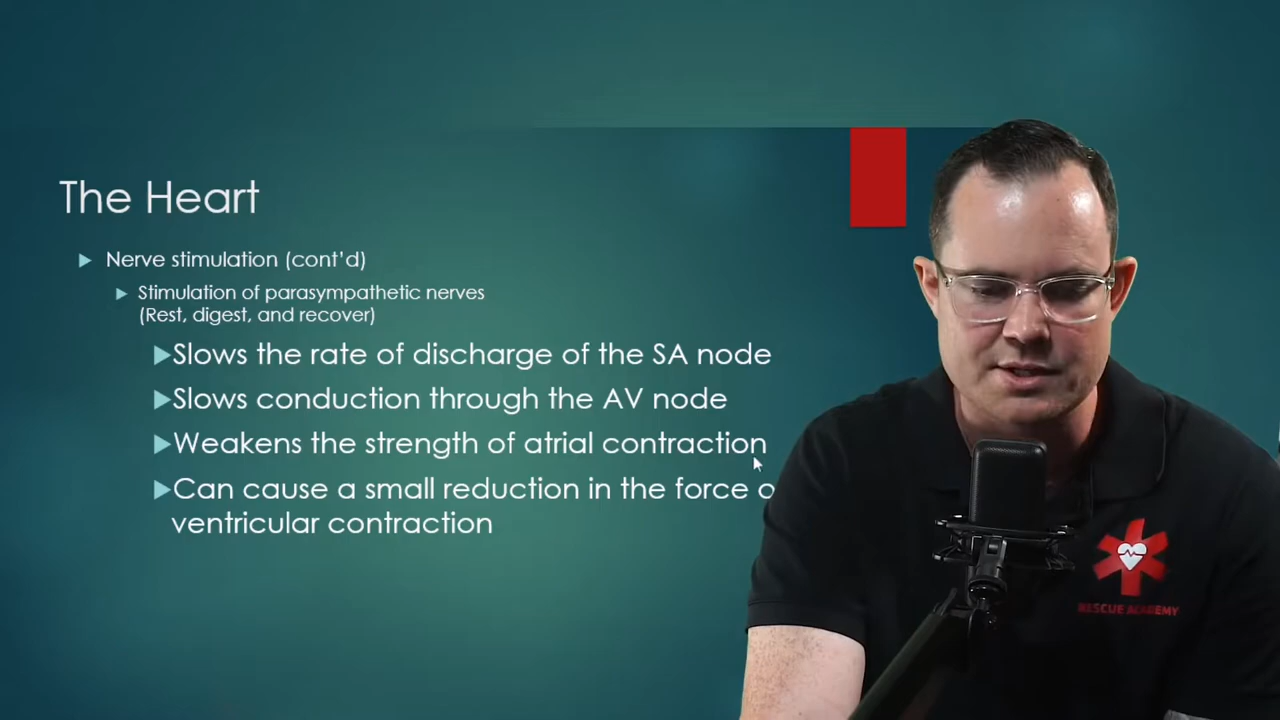 The Heart
Nerve stimulation (cont'd)
Stimulation of parasympathetic nerves
(Rest, digest, and recover)
Slows the rate of discharge of the SA node
Slows conduction through the AV node
Weakens the strength of atrial contraction
Can cause a small reduction in the force
ventricular contraction
RESCUE ACADEMY